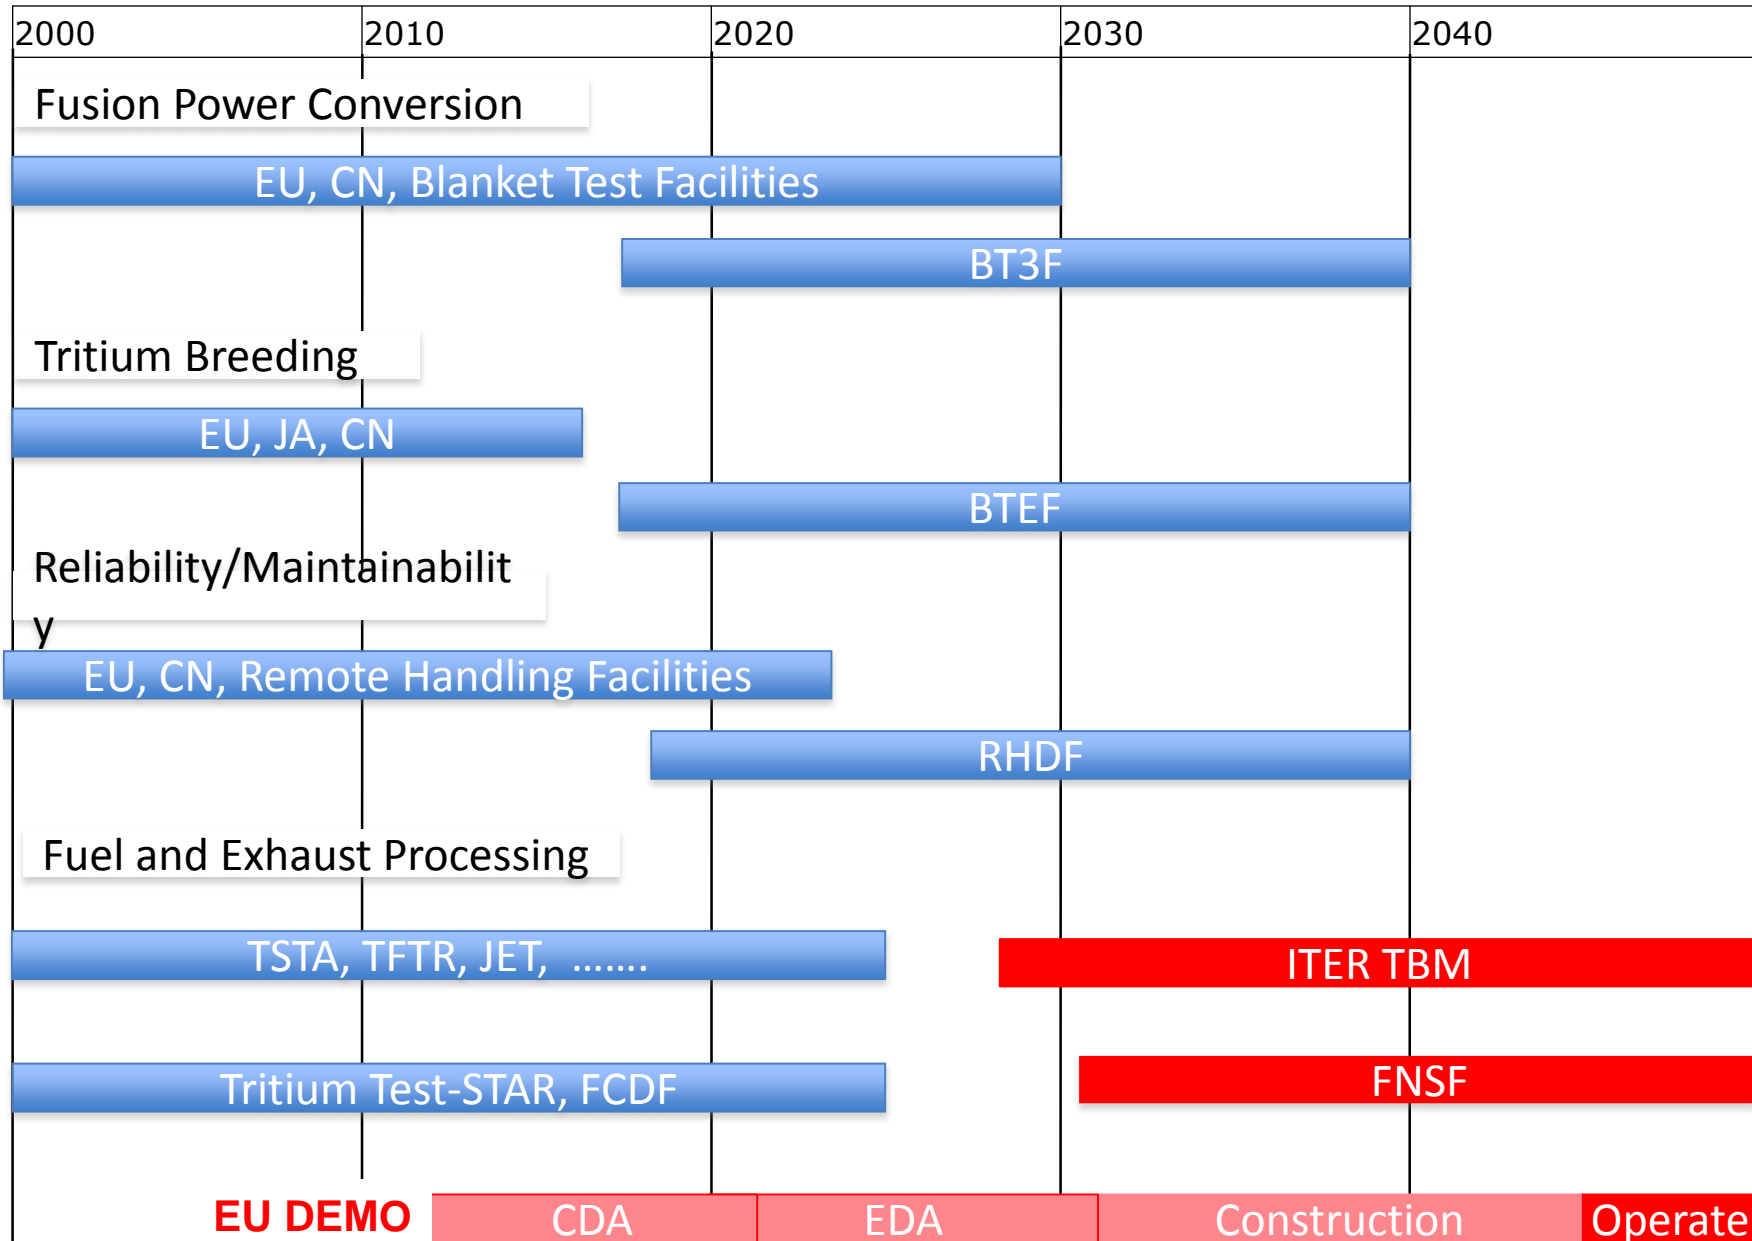 2000 2010 2020 2030 2040
Fusion Power Conversion
EU, CN, Blanket Test Facilities
BT3F
Tritium Breeding
EU, JA, CN
BTEF
Reliability/Maintainabilit
y
EU, CN, Remote Handling Facilities
RHDF
Fuel and Exhaust Processing
TSTA, TFTR, JET, .......
ITER TBM
Tritium Test-STAR, FCDF
FNSF
EU DEMO CDA EDA Construction Operate